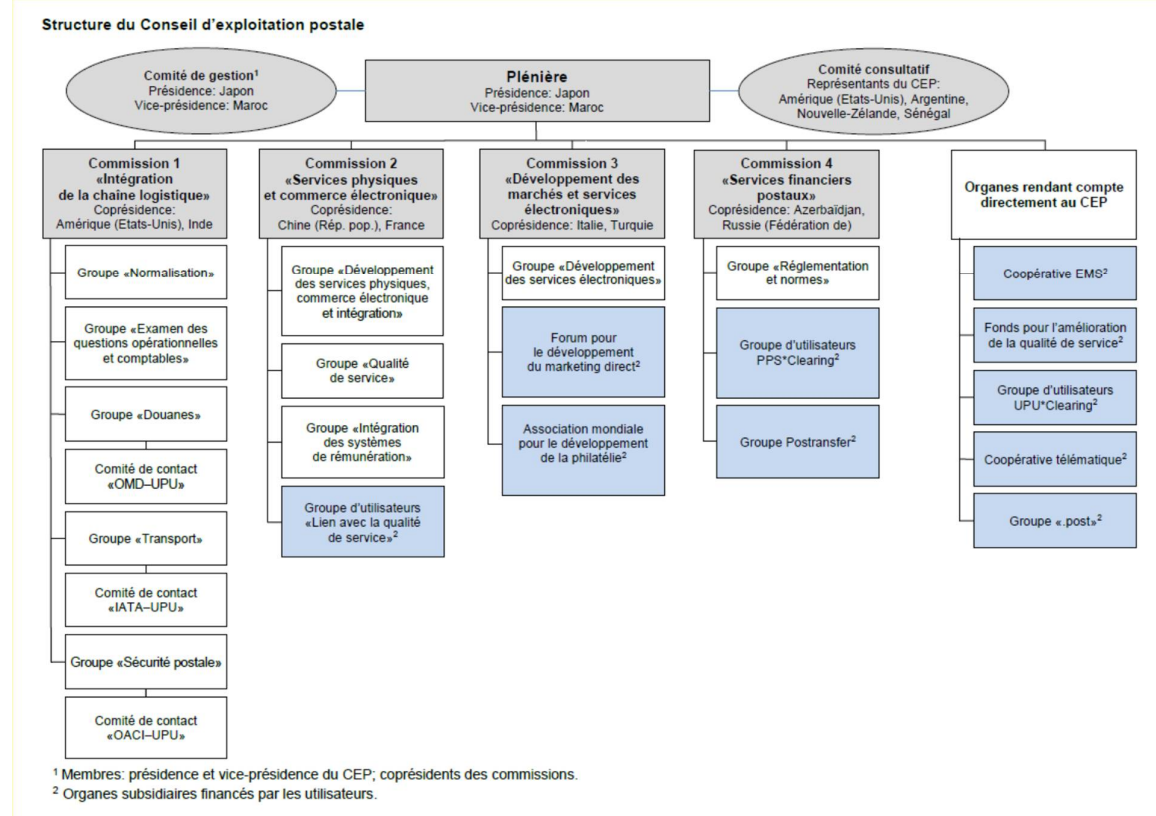 Structure du Conseil d'exploitation postale
Comité de gestion¹
Présidence: Japon
Vice-présidence: Maroc
Plénière
Présidence: Japon
Vice-présidence: Maroc
Comité consultatif
Représentants du CEP:
Amérique (Etats-Unis), Argentine,
Nouvelle-Zélande, Sénégal
Commission 1
«Intégration
de la chaîne logistique»
Coprésidence:
Amérique (Etats-Unis), Inde
Groupe «Normalisation»
Groupe «Examen des
questions opérationnelles
et comptables»
Groupe «Douanes»
Comité de contact
«OMD–UPU»
Groupe «Transport»
Comité de contact
«IATA–UPU»
Groupe «Sécurité postale»
Comité de contact
«OACI–UPU»
Commission 2
«Services physiques
et commerce électronique»
Coprésidence:
Chine (Rép. pop.), France
Groupe «Développement
des services physiques,
commerce électronique
et intégration»
Groupe «Qualité
de service»
Groupe «Intégration
des systèmes
de rémunération»
Groupe d'utilisateurs
«Lien avec la qualité
de service»²
Commission 3
«Développement des
marchés et services
électroniques»
Coprésidence: Italie, Turquie
Groupe «Développement
des services électroniques»
Forum pour
le développement
du marketing direct²
Association mondiale
pour le développement
de la philatélie²
Commission 4
«Services financiers
postaux»
Coprésidence: Azerbaïdjan,
Russie (Fédération de)
Groupe «Réglementation
et normes»
Groupe d'utilisateurs
PPS*Clearing²
Groupe Postransfer²
Organes rendant compte
directement au CEP
Coopérative EMS²
Fonds pour l'amélioration
de la qualité de service²
Groupe d'utilisateurs
UPU*Clearing²
Coopérative télématique²
Groupe «.post»²
¹ Membres: présidence et vice-présidence du CEP; coprésidents des commissions.
² Organes subsidiaires financés par les utilisateurs.